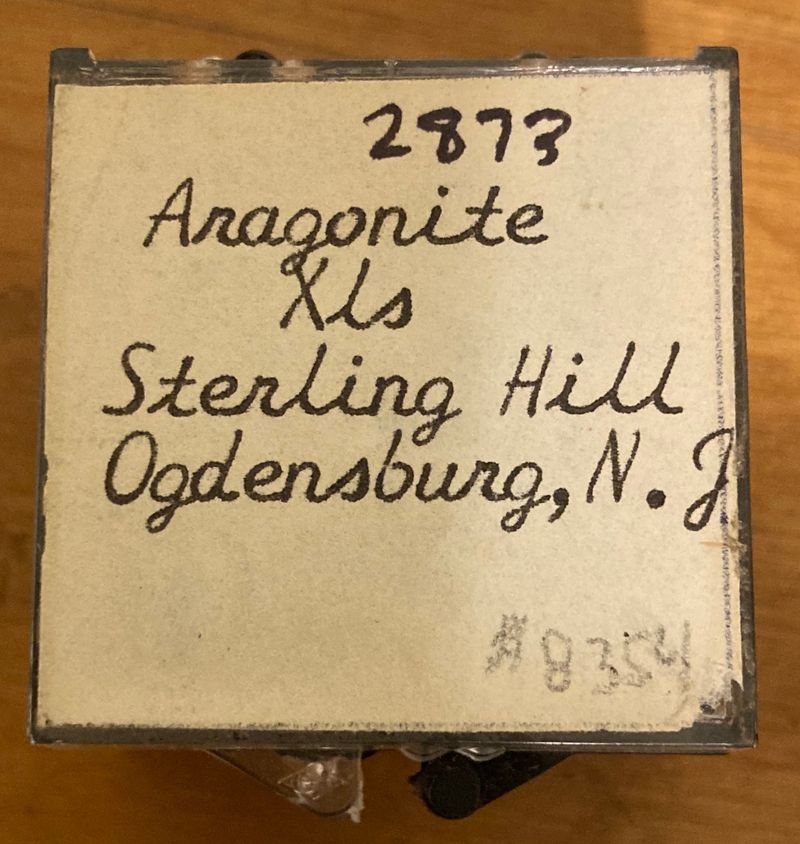 2873
Aragonite
Xls
Sterling Hill
Ogdensburg, N.J
#8354